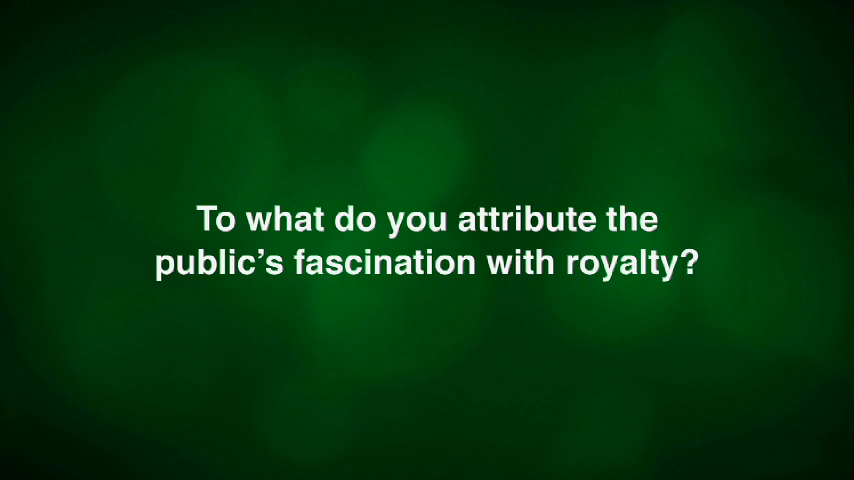 To what do you attribute the
public’s fascination with royalty?